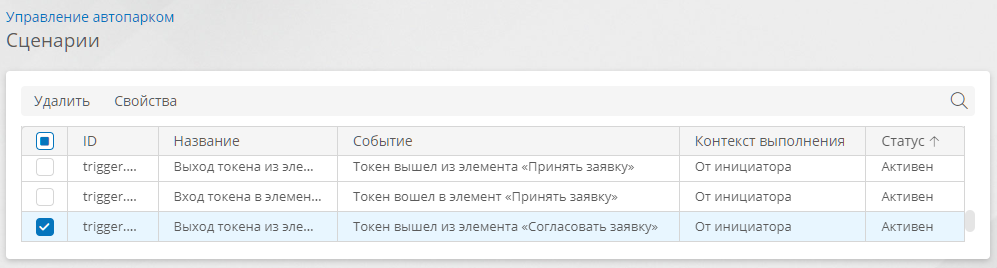 Управление автопарком
Сценарии
Удалить Свойства
ID Название Событие Контекст выполнения Статус ↑
trigger.... Выход токена из эле... Токен вышел из элемента «Принять заявку» От инициатора Активен
trigger.... Вход токена в элемен... Токен вошел в элемент «Принять заявку» От инициатора Активен
trigger.... Выход токена из эле... Токен вышел из элемента «Согласовать заявку» От инициатора Активен